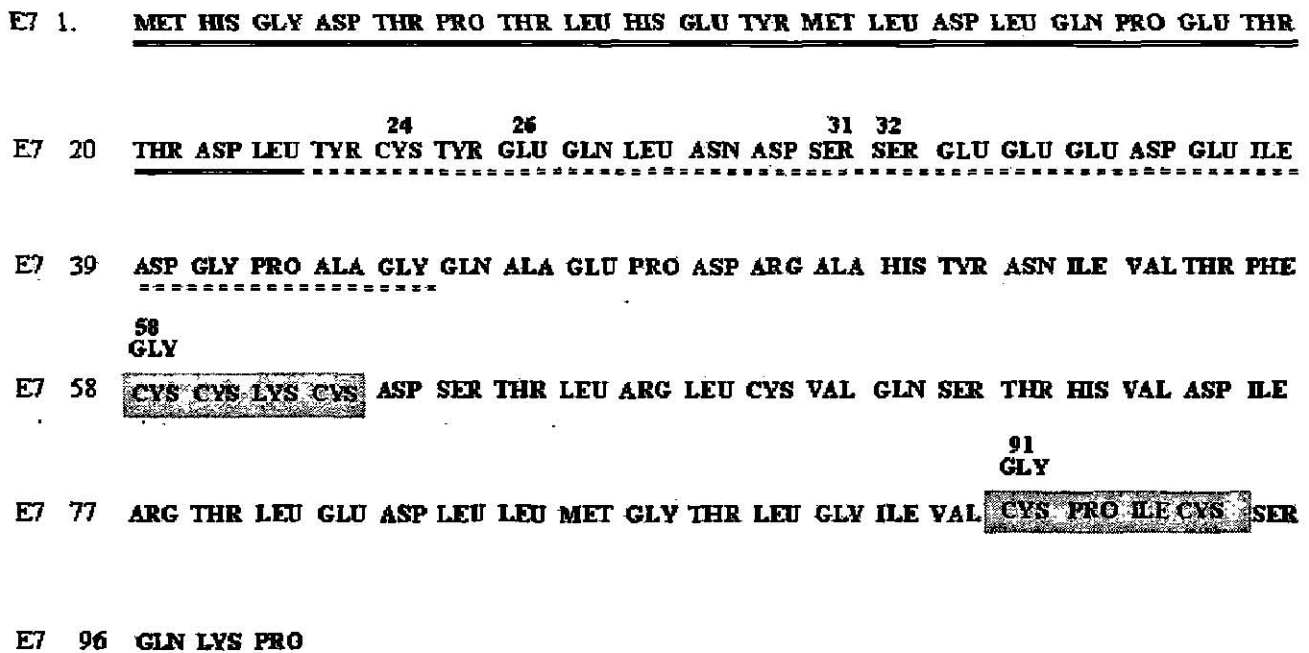 E7 1. MET HIS GLY ASP THR PRO THR LEU HIS GLU TYR MET LEU ASP LEU GLN PRO GLU THR
24 26 31 32
E7 20 THR ASP LEU TYR CYS TYR GLU GLN LEU ASN ASP SER SER GLU GLU GLU ASP GLU ILE
E7 39 ASP GLY PRO ALA GLY GLN ALA GLU PRO ASP ARG ALA HIS TYR ASN ILE VAL THR PHE
58
GLY
E7 58 CYS CYS LYS CYS ASP SER THR LEU ARG LEU CYS VAL GLN SER THR HIS VAL ASP ILE
91
GLY
E7 77 ARG THR LEU GLU ASP LEU LEU MET GLY THR LEU GLY ILE VAL CYS PRO ILE CYS SER
E7 96 GLN LYS PRO